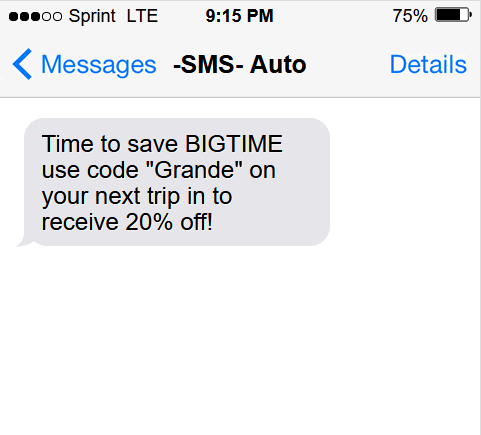 Sprint LTE 9:15 PM 75%
Messages -SMS- Auto Details
Time to save BIGTIME
use code "Grande" on
your next trip in to
receive 20% off!